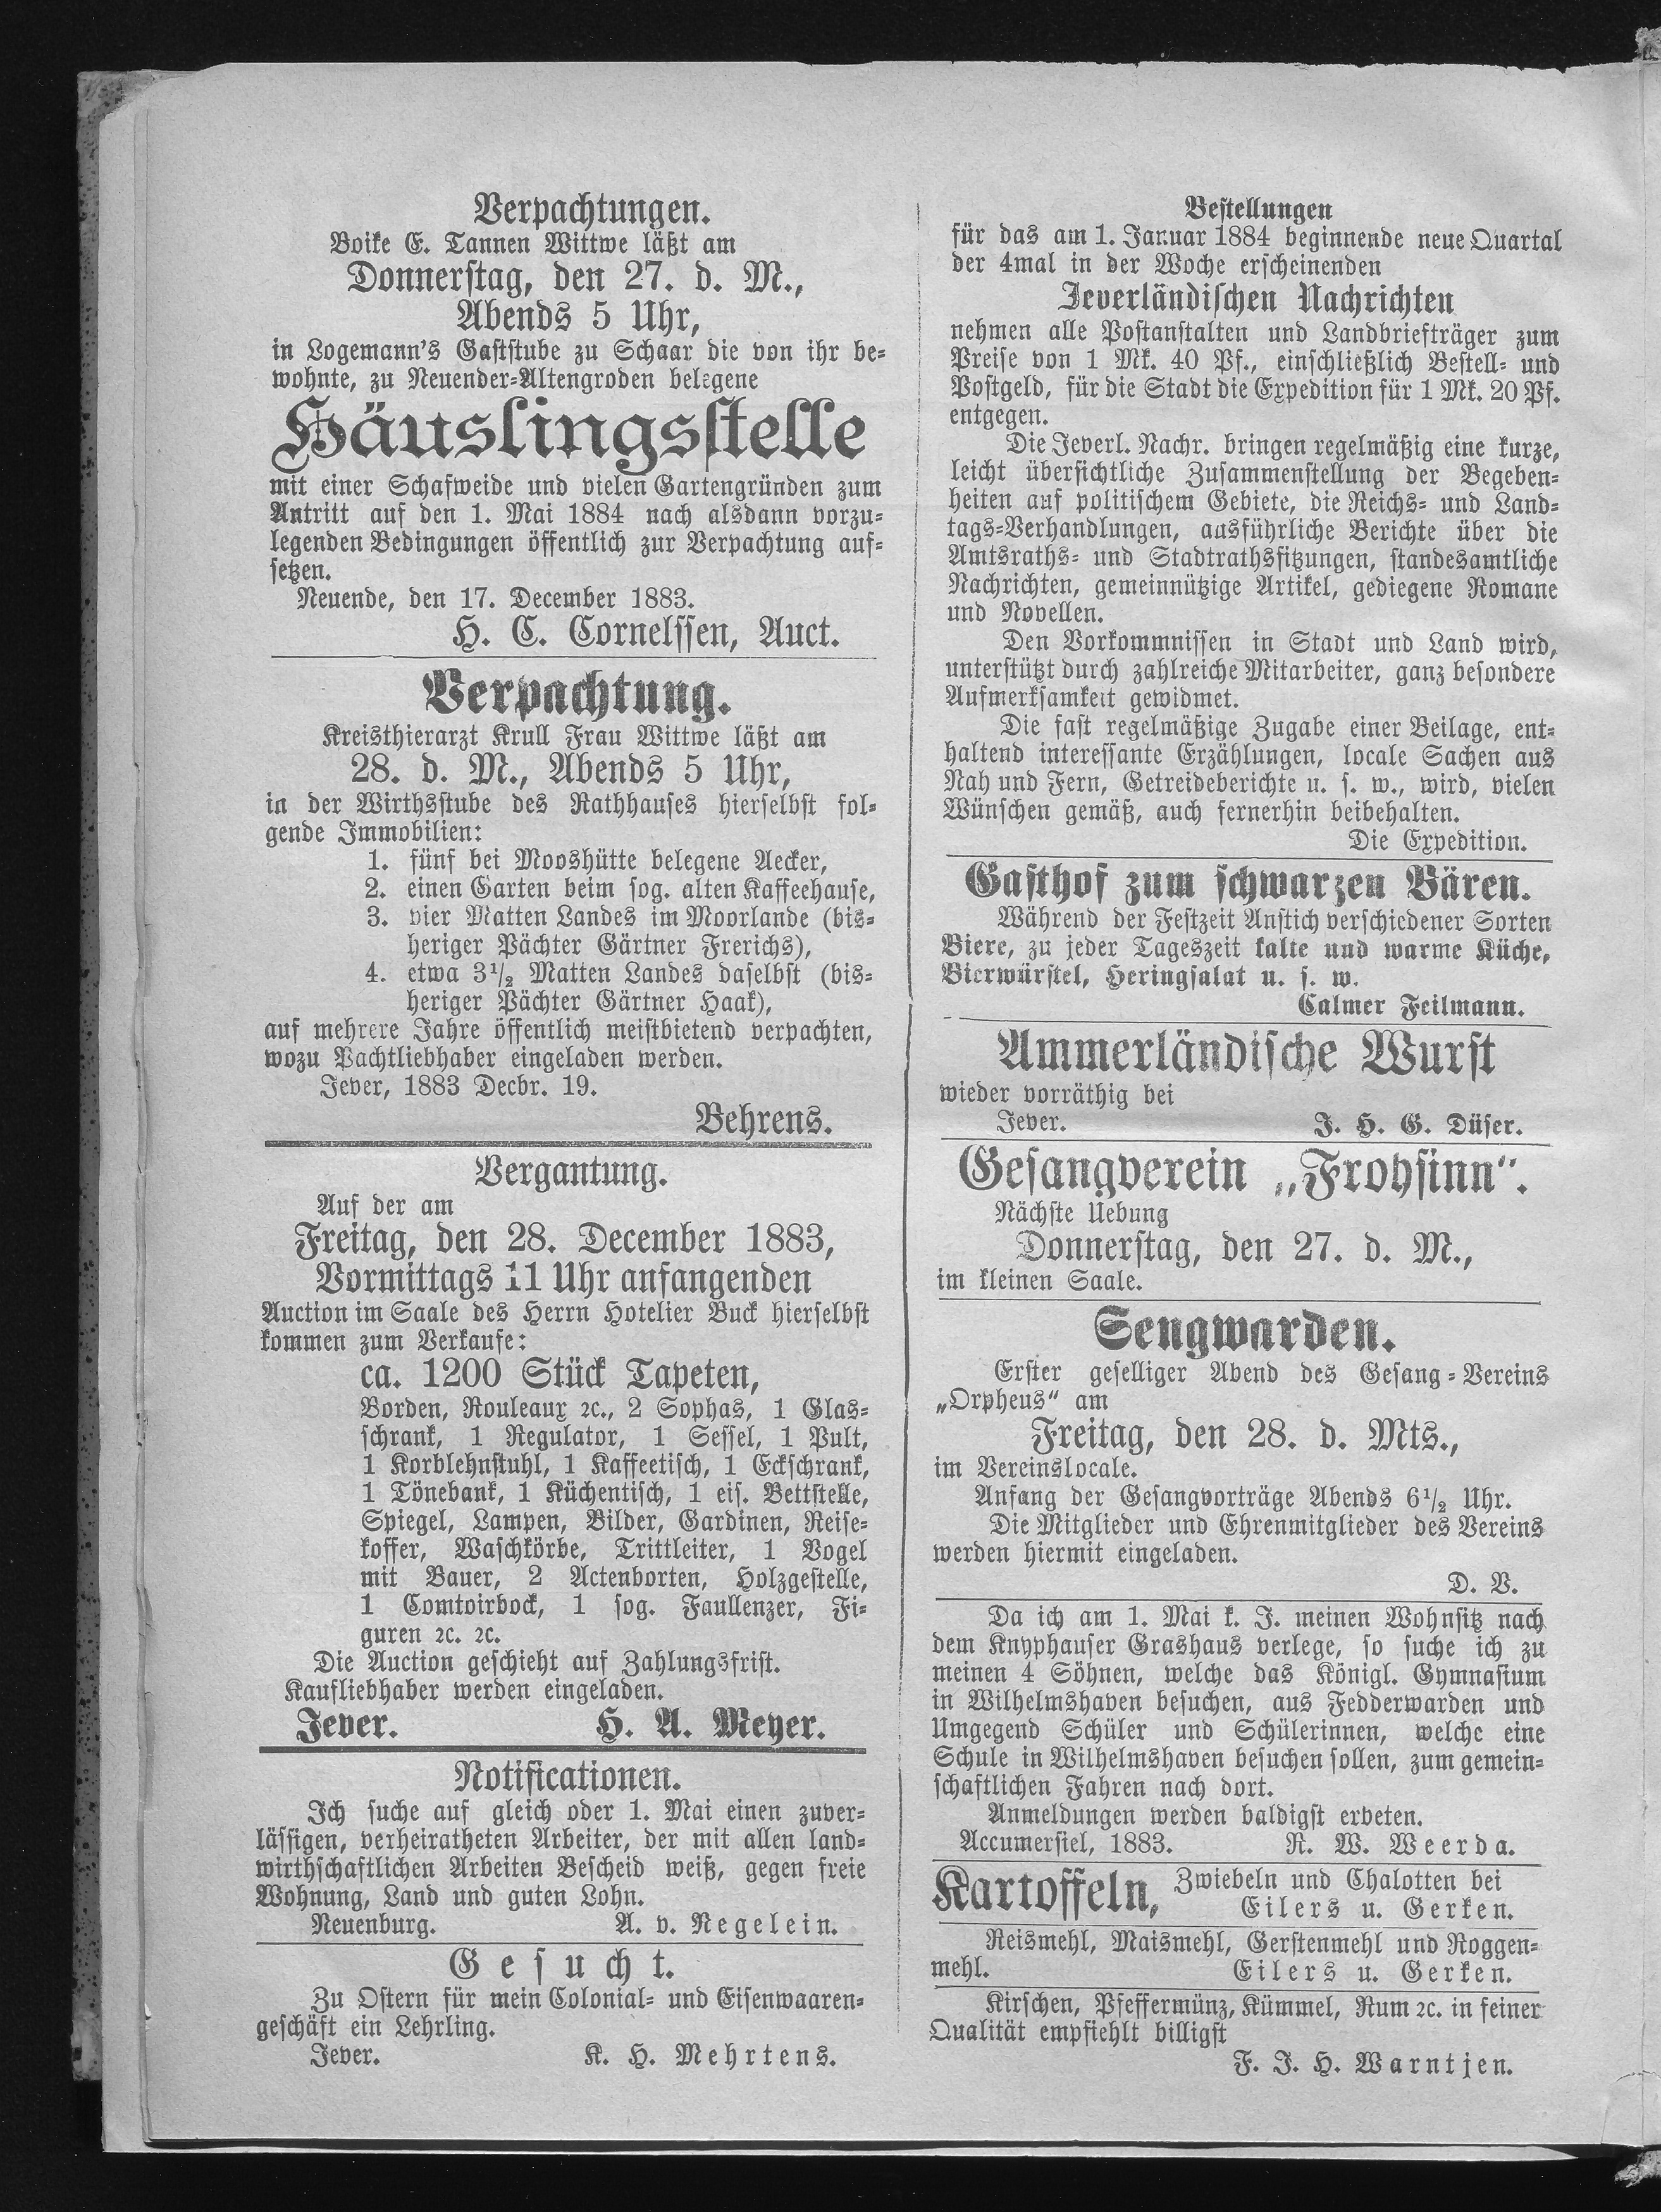 Verpachtungen.
Boike E. Tannen Wittwe läßt am
Donnerstag, den 27. d. M.,
Abends 5 Uhr,
in Logemann's Gaststube zu Schaar die von ihr be-
wohnte, zu Neuender-Altengroden belegene
Häuslingsstelle
mit einer Schafweide und vielen Gartengründen zum
Antritt auf den 1. Mai 1884 nach alsdann vorzu-
legenden Bedingungen öffentlich zur Verpachtung auf-
setzen.
Neuende, den 17. December 1883.
H. C. Cornelssen, Auct.
Verpachtung.
Kreisthierarzt Krull Frau Wittwe läßt am
28. d. M., Abends 5 Uhr,
in der Wirthsstube des Rathhauses hierselbst fol-
gende Immobilien:
1. fünf bei Mooshütte belegene Aecker,
2. einen Garten beim sog. alten Kaffeehause,
3. vier Matten Landes im Moorlande (bis-
heriger Pächter Gärtner Frerichs),
4. etwa 3½ Matten Landes daselbst (bis-
heriger Pächter Gärtner Haak),
auf mehrere Jahre öffentlich meistbietend verpachten,
wozu Pachtliebhaber eingeladen werden.
Jever, 1883 Decbr. 19.
Behrens.
Vergantung.
Auf der am
Freitag, den 28. December 1883,
Vormittags 11 Uhr anfangenden
Auction im Saale des Herrn Hotelier Buck hierselbst
kommen zum Verkaufe:
ca. 1200 Stück Tapeten,
Borden, Rouleaux ꝛc., 2 Sophas, 1 Glas-
schrank, 1 Regulator, 1 Sessel, 1 Pult,
1 Korblehnstuhl, 1 Kaffeetisch, 1 Eckschrank,
1 Tönebank, 1 Küchentisch, 1 eis. Bettstelle,
Spiegel, Lampen, Bilder, Gardinen, Reise-
koffer, Waschkörbe, Trittleiter, 1 Vogel
mit Bauer, 2 Actenborten, Holzgestelle,
1 Comtoirbock, 1 sog. Faullenzer, Fi-
guren ꝛc. ꝛc.
Die Auction geschieht auf Zahlungsfrist.
Kaufliebhaber werden eingeladen.
Jever. H. A. Meyer.
Notificationen.
Ich suche auf gleich oder 1. Mai einen zuver-
lässigen, verheiratheten Arbeiter, der mit allen land-
wirthschaftlichen Arbeiten Bescheid weiß, gegen freie
Wohnung, Land und guten Lohn.
Neuenburg. A. v. Negelein.
Gesucht.
Zu Ostern für mein Colonial- und Eisenwaaren-
geschäft ein Lehrling.
Jever. K. H. Mehrtens.
Bestellungen
für das am 1. Januar 1884 beginnende neue Quartal
der 4mal in der Woche erscheinenden
Jeverländischen Nachrichten
nehmen alle Postanstalten und Landbriefträger zum
Preise von 1 Mk. 40 Pf., einschließlich Bestell- und
Postgeld, für die Stadt die Expedition für 1 Mk. 20 Pf.
entgegen.
Die Jeverl. Nachr. bringen regelmäßig eine kurze,
leicht übersichtliche Zusammenstellung der Begeben-
heiten auf politischem Gebiete, die Reichs- und Land-
tags-Verhandlungen, ausführliche Berichte über die
Amtsraths- und Stadtrathssitzungen, standesamtliche
Nachrichten, gemeinnützige Artikel, gediegene Romane
und Novellen.
Den Vorkommnissen in Stadt und Land wird,
unterstützt durch zahlreiche Mitarbeiter, ganz besondere
Aufmerksamkeit gewidmet.
Die fast regelmäßige Zugabe einer Beilage, ent-
haltend interessante Erzählungen, locale Sachen aus
Nah und Fern, Getreideberichte u. s. w., wird, vielen
Wünschen gemäß, auch fernerhin beibehalten.
Die Expedition.
Gasthof zum schwarzen Bären.
Während der Festzeit Anstich verschiedener Sorten
Biere, zu jeder Tageszeit kalte und warme Küche,
Bierwürstel, Heringsalat u. s. w.
Calmer Feilmann.
Ammerländische Wurst
wieder vorräthig bei
Jever. J. H. G. Düser.
Gesangverein „Frohsinn“.
Nächste Uebung
Donnerstag, den 27. d. M.,
im kleinen Saale.
Sengwarden.
Erster geselliger Abend des Gesang-Vereins
„Orpheus“ am
Freitag, den 28. d. Mts.,
im Vereinslocale.
Anfang der Gesangvorträge Abends 6½ Uhr.
Die Mitglieder und Ehrenmitglieder des Vereins
werden hiermit eingeladen.
D. V.
Da ich am 1. Mai k. J. meinen Wohnsitz nach
dem Knyphauser Grashaus verlege, so suche ich zu
meinen 4 Söhnen, welche das Königl. Gymnasium
in Wilhelmshaven besuchen, aus Fedderwarden und
Umgegend Schüler und Schülerinnen, welche eine
Schule in Wilhelmshaven besuchen sollen, zum gemein-
schaftlichen Fahren nach dort.
Anmeldungen werden baldigst erbeten.
Accumersiel, 1883. R. W. Weerda.
Kartoffeln, Zwiebeln und Chalotten bei
Eilers u. Gerken.
Reismehl, Maismehl, Gerstenmehl und Roggen-
mehl. Eilers u. Gerken.
Kirschen, Pfeffermünz, Kümmel, Rum ꝛc. in feiner
Qualität empfiehlt billigst
F. J. H. Warntjen.